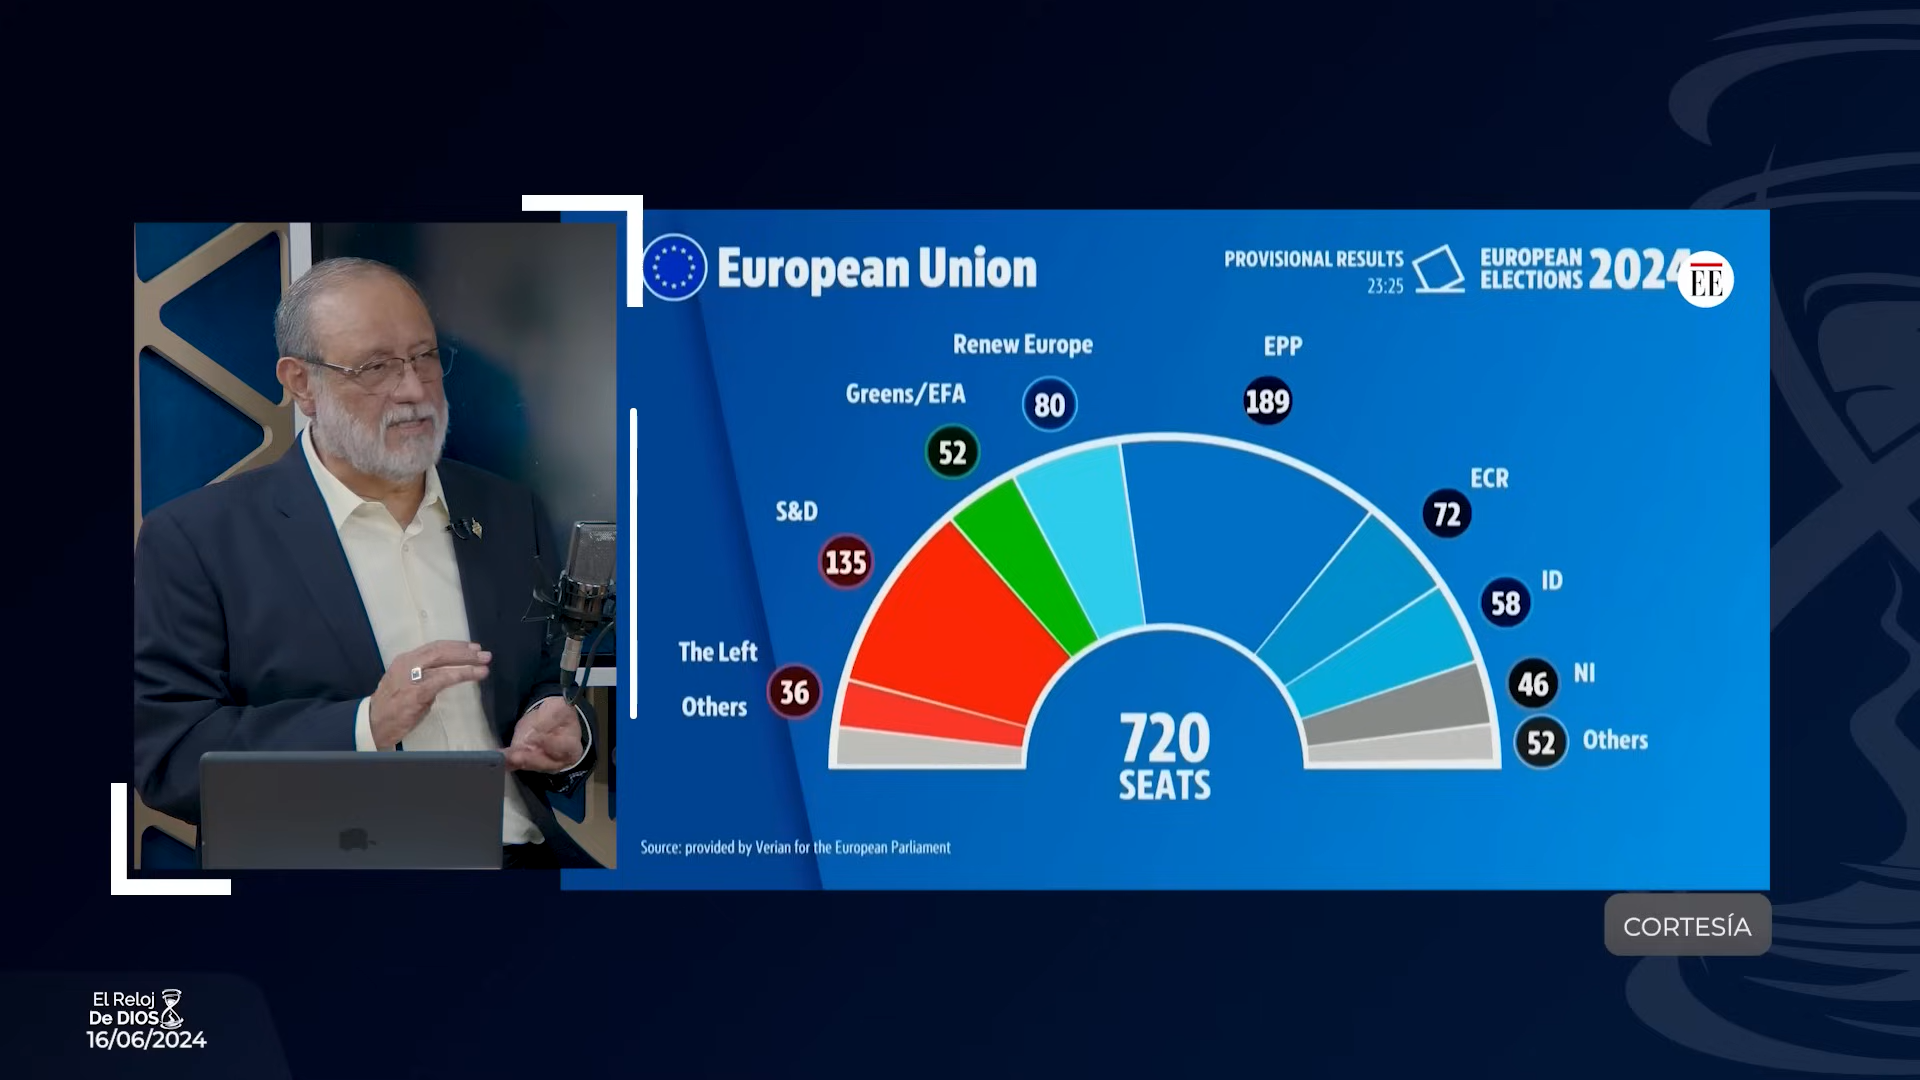 European Union
PROVISIONAL RESULTS
23:25
EUROPEAN
ELECTIONS 2024
EE
Renew Europe
80
EPP
189
Greens/EFA
52
ECR
72
S&D
135
ID
58
The Left
36
Others
NI
46
52 Others
720
SEATS
Source: provided by Verian for the European Parliament
CORTESÍA
El Reloj
De DIOS
16/06/2024